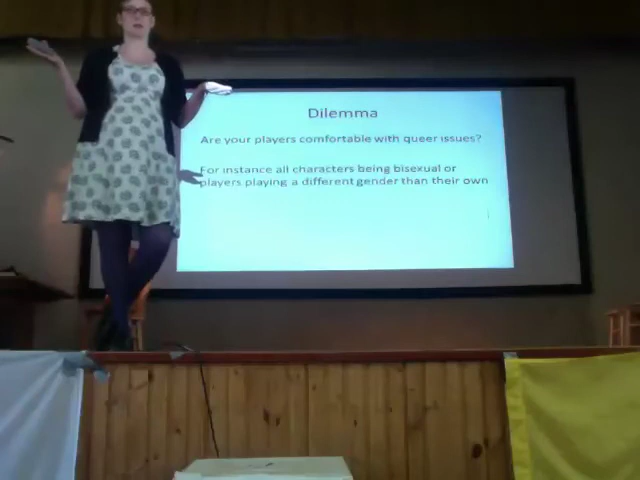 Dilemma
Are your players comfortable with queer issues?
For instance all characters being bisexual or
players playing a different gender than their own